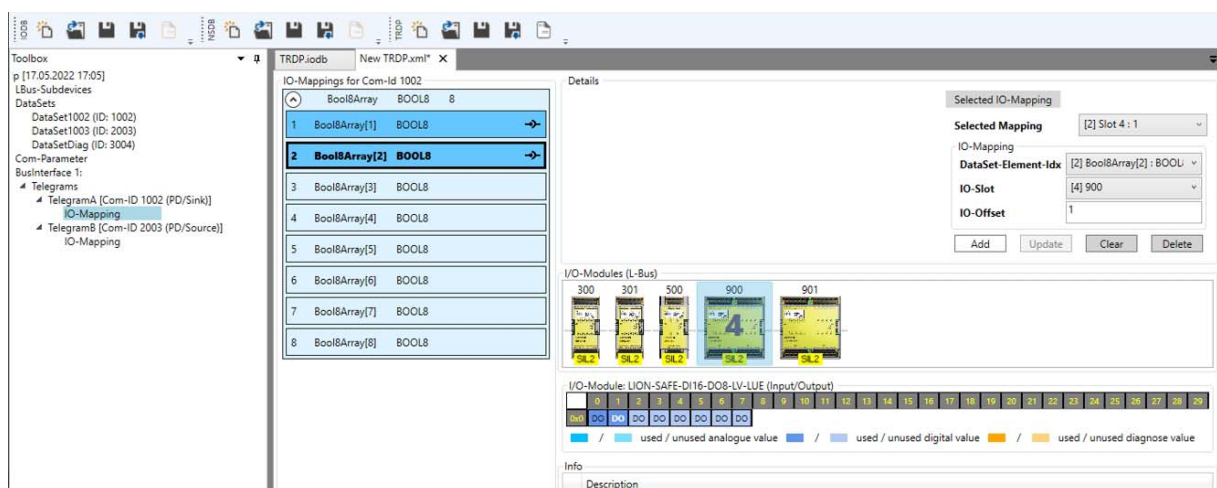 IODB
NSDB
TRDP
Toolbox
TRDP.iodb New TRDP.xml* X
p [17.05.2022 17:05]
LBus-Subdevices
DataSets
DataSet1002 (ID: 1002)
DataSet1003 (ID: 2003)
DataSetDiag (ID: 3004)
Com-Parameter
BusInterface 1:
Telegrams
TelegramA [Com-ID 1002 (PD/Sink)]
IO-Mapping
TelegramB [Com-ID 2003 (PD/Source)]
IO-Mapping
IO-Mappings for Com-Id 1002
Bool8Array BOOL8 8
1 Bool8Array[1] BOOL8
2 Bool8Array[2] BOOL8
3 Bool8Array[3] BOOL8
4 Bool8Array[4] BOOL8
5 Bool8Array[5] BOOL8
6 Bool8Array[6] BOOL8
7 Bool8Array[7] BOOL8
8 Bool8Array[8] BOOL8
Details
Selected IO-Mapping
Selected Mapping [2] Slot 4 : 1
IO-Mapping
DataSet-Element-Idx [2] Bool8Array[2] : BOOL
IO-Slot [4] 900
IO-Offset 1
Add Update Clear Delete
I/O-Modules (L-Bus)
300 301 500 900 901
4
SIL2 SIL2 SIL2 SIL2 SIL2
I/O-Module: LION-SAFE-DI16-DO8-LV-LUE (Input/Output)
0 1 2 3 4 5 6 7 8 9 10 11 12 13 14 15 16 17 18 19 20 21 22 23 24 25 26 27 28 29
0x0 DO DO DO DO DO DO DO DO
/ used / unused analogue value / used / unused digital value / used / unused diagnose value
Info
Description